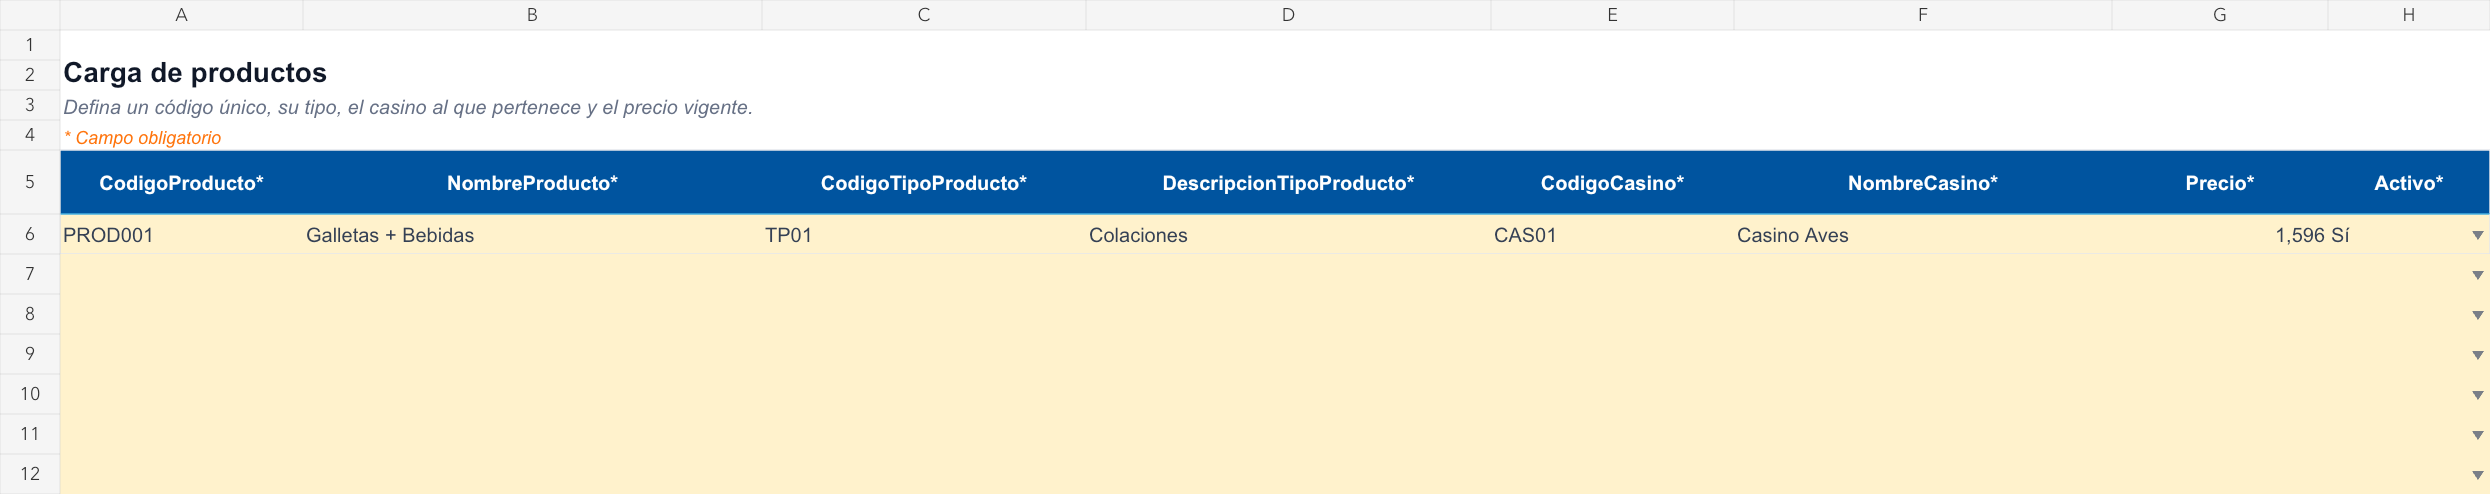 A B C D E F G H
1
2 Carga de productos
3 Defina un código único, su tipo, el casino al que pertenece y el precio vigente.
4 * Campo obligatorio
5 CodigoProducto* NombreProducto* CodigoTipoProducto* DescripcionTipoProducto* CodigoCasino* NombreCasino* Precio* Activo*
6 PROD001 Galletas + Bebidas TP01 Colaciones CAS01 Casino Aves 1,596 Sí
7
8
9
10
11
12